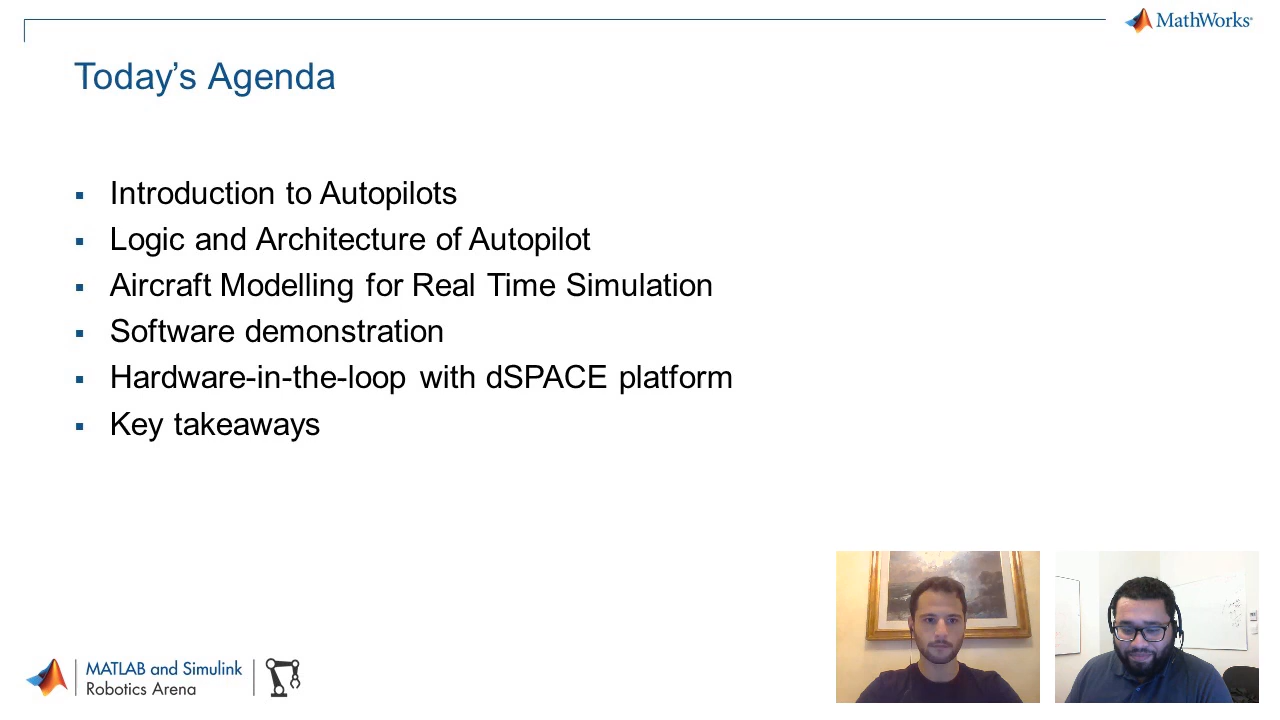 MathWorks®
Today's Agenda
Introduction to Autopilots
Logic and Architecture of Autopilot
Aircraft Modelling for Real Time Simulation
Software demonstration
Hardware-in-the-loop with dSPACE platform
Key takeaways
MATLAB and Simulink
Robotics Arena